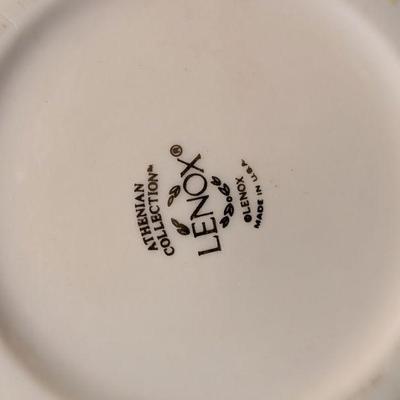 ATHENIAN
COLLECTION™
LENOX®
©LENOX
MADE IN U.S.A